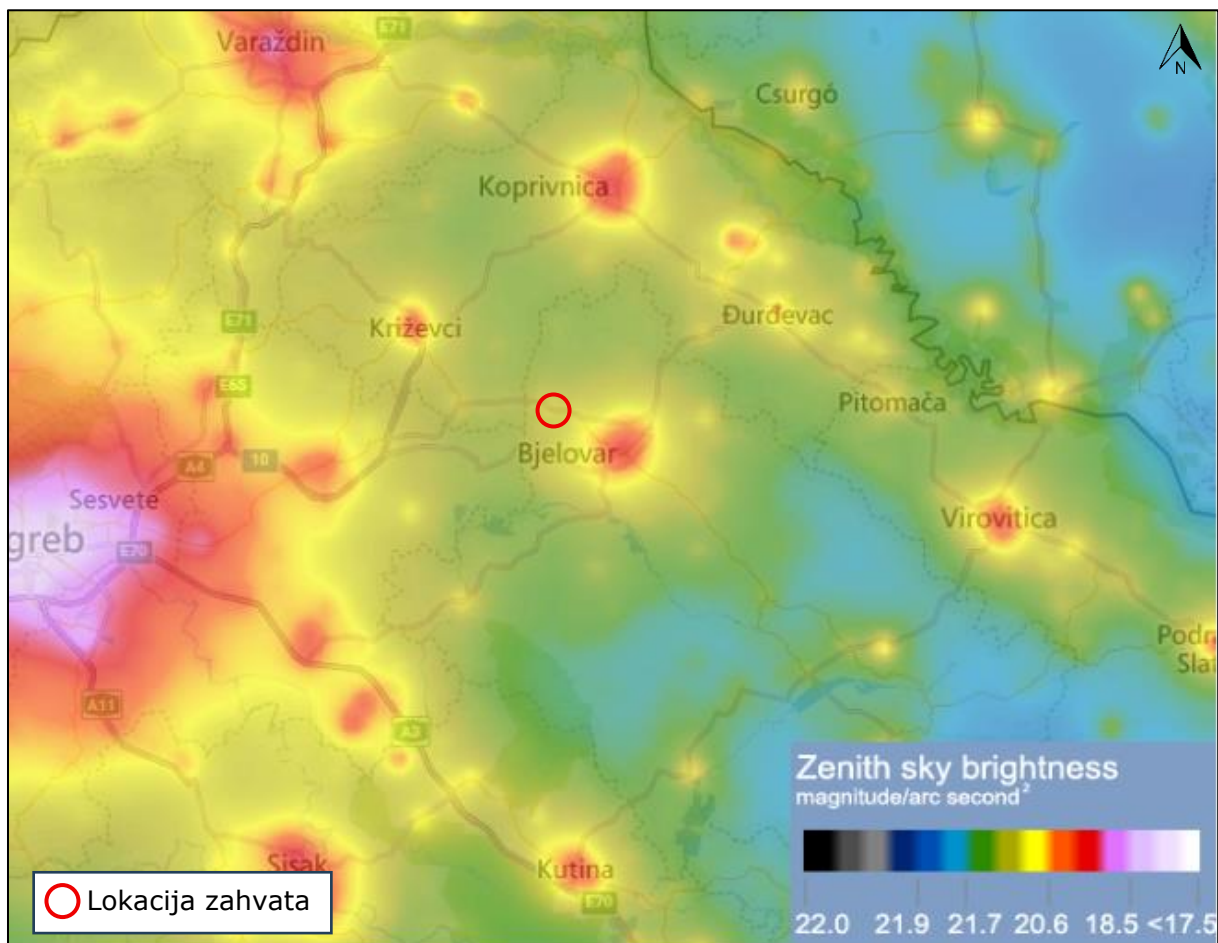 E71
Varaždin
N
Csurgó
Koprivnica
E71
Đurđevac
Križevci
E65
Pitomača
Bjelovar
A4
10
Sesvete
Virovitica
greb
E70
Podr
Slat
A11
A3
Zenith sky brightness
magnitude/arc second²
Sisak
Kutina
Lokacija zahvata
E70
22.0 21.9 21.7 20.6 18.5 <17.5